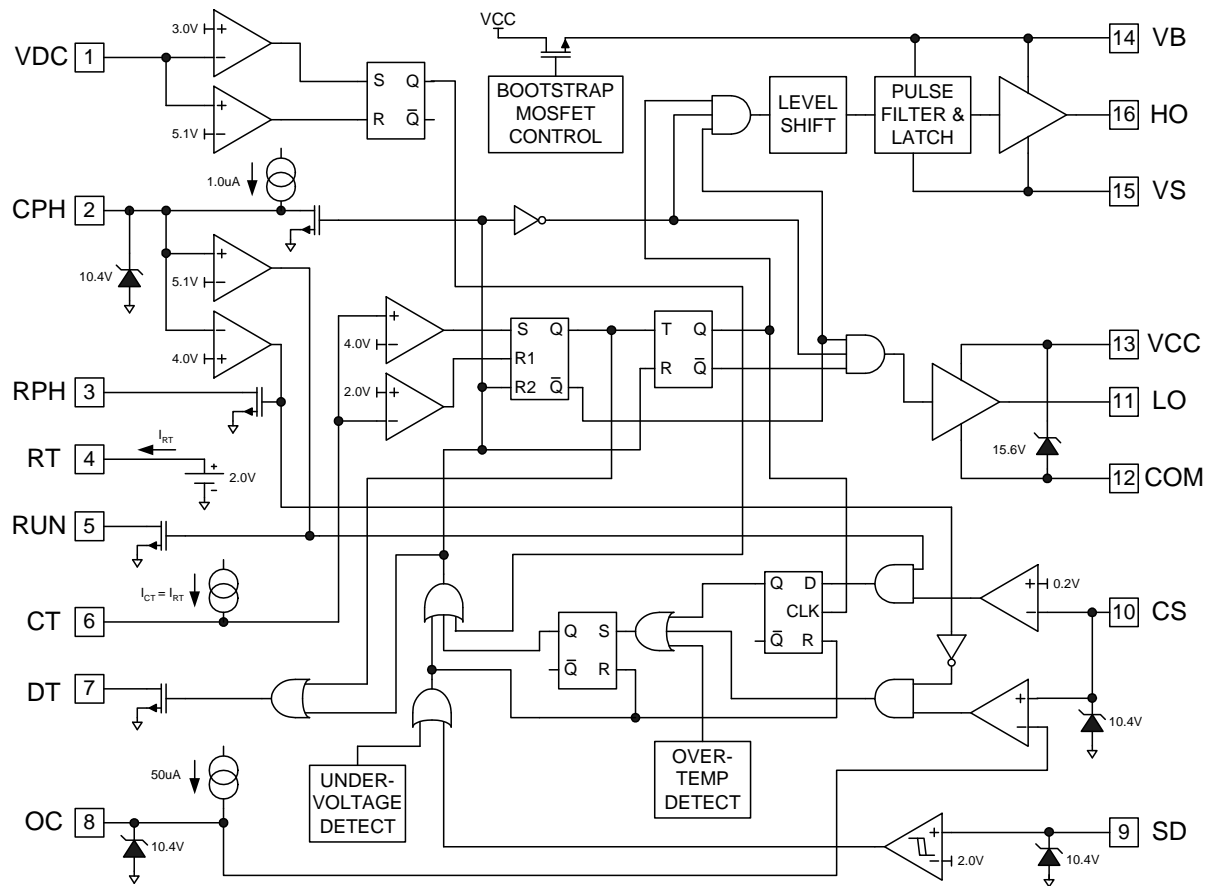 VDC 1
3.0V
+
−
+
5.1V
−
S Q
R Q̅
VCC
BOOTSTRAP
MOSFET
CONTROL
LEVEL
SHIFT
PULSE
FILTER &
LATCH
14 VB
16 HO
15 VS
CPH 2
1.0uA
10.4V
+
5.1V
−
−
4.0V
+
RPH 3
+
4.0V
−
2.0V
+
−
S Q
R1
R2 Q̅
T Q
R Q̅
13 VCC
11 LO
15.6V
12 COM
RT 4
IRT
+
−
2.0V
RUN 5
CT 6
ICT = IRT
DT 7
Q S
Q̅ R
Q D
CLK
Q̅ R
+
0.2V
−
10 CS
+
−
10.4V
UNDER-
VOLTAGE
DETECT
OVER-
TEMP
DETECT
50uA
OC 8
10.4V
+
−
2.0V
9 SD
10.4V